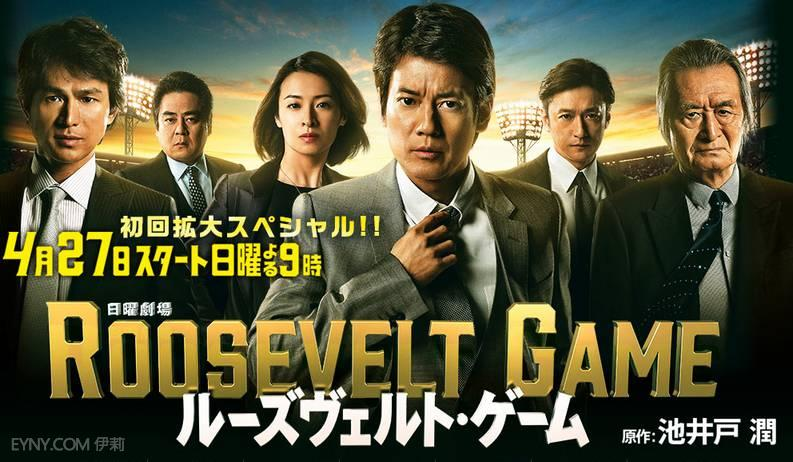 初回拡大スペシャル!!
4月27日スタート日曜よる9時
日曜劇場
ROOSEVELT GAME
ルーズヴェルト・ゲーム
原作:池井戸 潤
EYNY.COM 伊莉